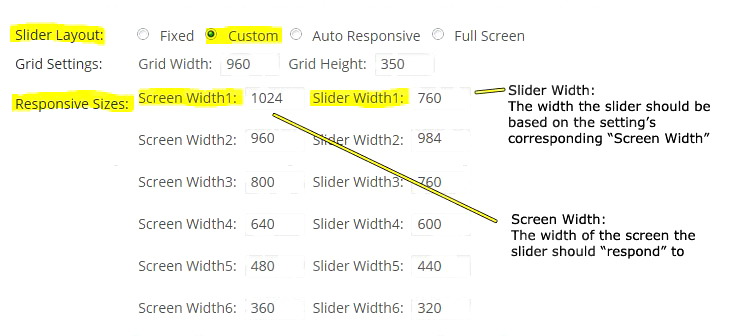 Slider Layout: Fixed Custom Auto Responsive Full Screen
Grid Settings: Grid Width: 960 Grid Height: 350
Responsive Sizes: Screen Width1: 1024 Slider Width1: 760
Slider Width:
The width the slider should be
based on the setting's
corresponding “Screen Width”
Screen Width2: 960 Slider Width2: 984
Screen Width3: 800 Slider Width3: 760
Screen Width4: 640 Slider Width4: 600
Screen Width:
The width of the screen the
slider should “respond” to
Screen Width5: 480 Slider Width5: 440
Screen Width6: 360 Slider Width6: 320